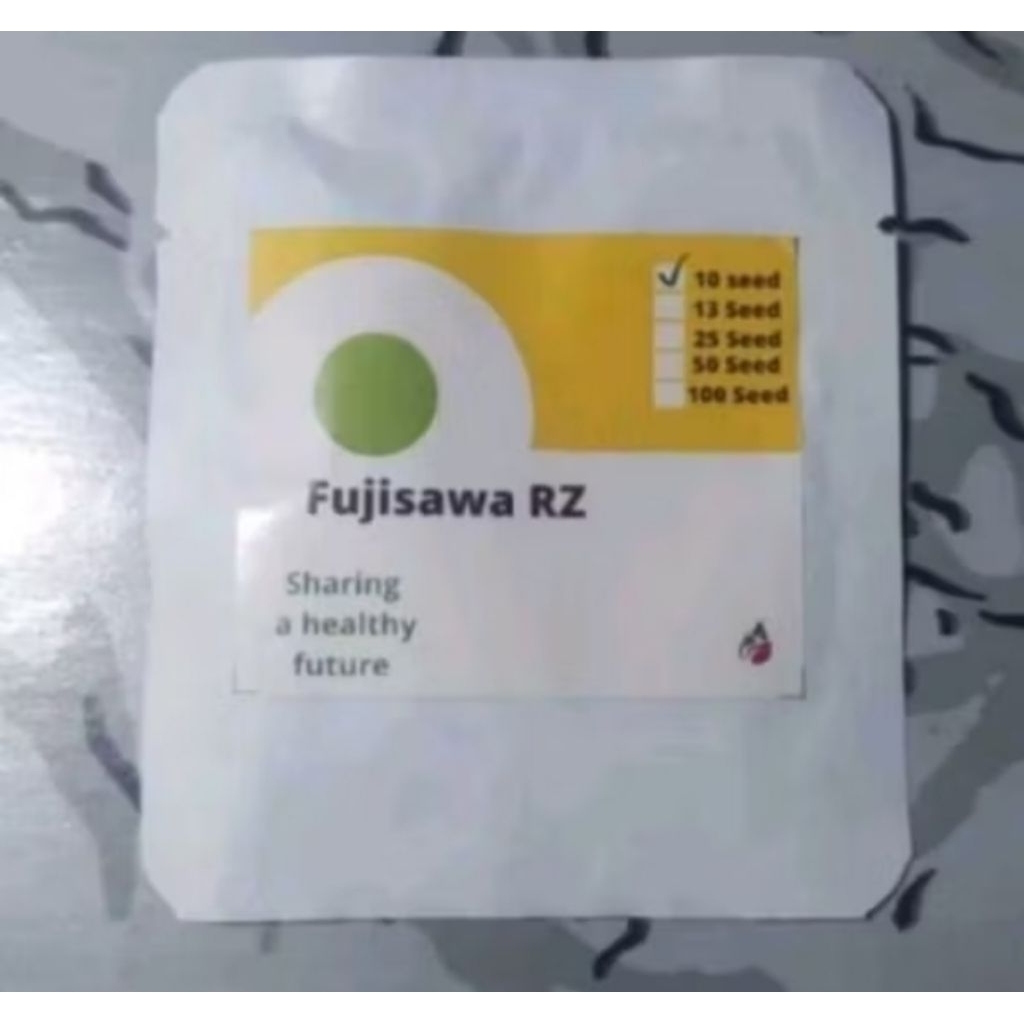 10 seed
13 Seed
25 Seed
50 Seed
100 Seed
Fujisawa RZ
Sharing
a healthy
future